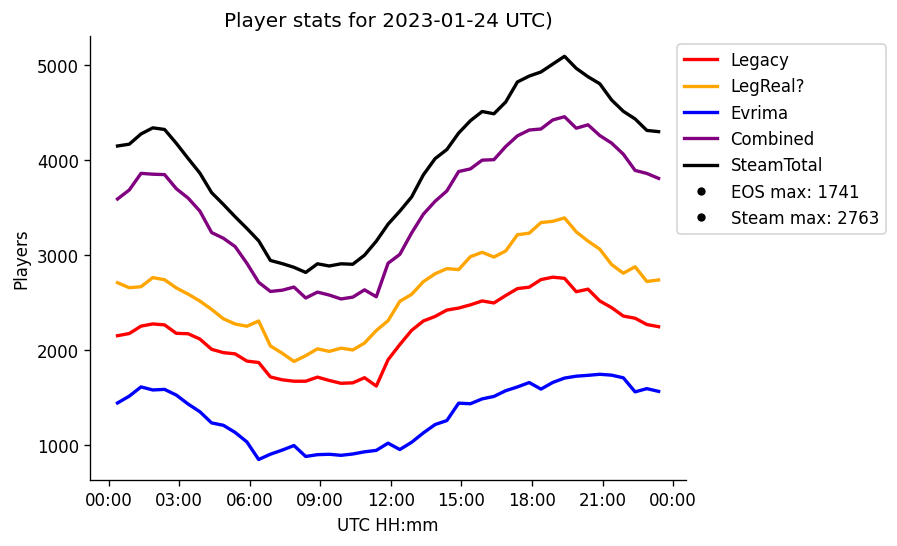 Player stats for 2023-01-24 UTC)
5000
4000
3000
2000
1000
Players
00:00 03:00 06:00 09:00 12:00 15:00 18:00 21:00 00:00
UTC HH:mm
Legacy
LegReal?
Evrima
Combined
SteamTotal
EOS max: 1741
Steam max: 2763